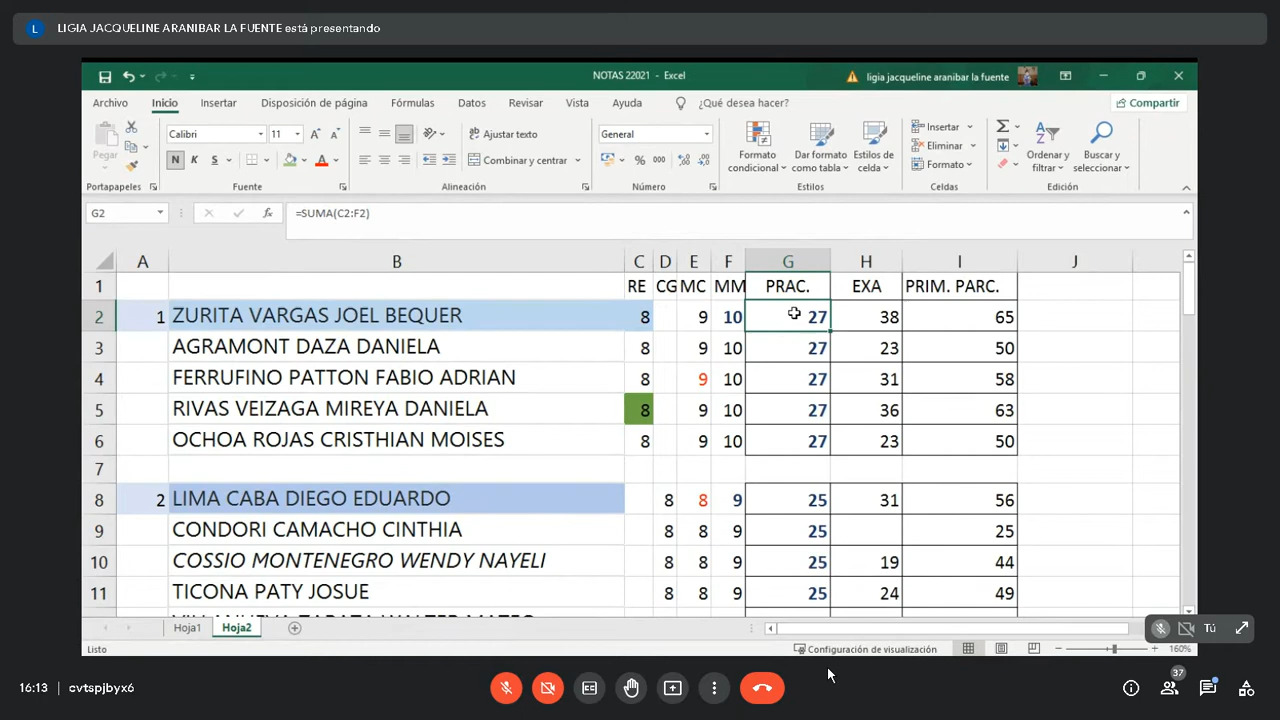 L LIGIA JACQUELINE ARANIBAR LA FUENTE está presentando
NOTAS 22021 - Excel
ligia jacqueline aranibar la fuente
Archivo Inicio Insertar Disposición de página Fórmulas Datos Revisar Vista Ayuda ¿Qué desea hacer? Compartir
Pegar
Calibri 11
N K S
Ajustar texto
Combinar y centrar
General
% 000
Formato condicional
Dar formato como tabla
Estilos de celda
Insertar
Eliminar
Formato
Ordenar y filtrar
Buscar y seleccionar
Portapapeles Fuente Alineación Número Estilos Celdas Edición
G2 fx =SUMA(C2:F2)
A B C D E F G H I J
1 RE CG MC MM PRAC. EXA PRIM. PARC.
2 1 ZURITA VARGAS JOEL BEQUER 8 9 10 27 38 65
3 AGRAMONT DAZA DANIELA 8 9 10 27 23 50
4 FERRUFINO PATTON FABIO ADRIAN 8 9 10 27 31 58
5 RIVAS VEIZAGA MIREYA DANIELA 8 9 10 27 36 63
6 OCHOA ROJAS CRISTHIAN MOISES 8 9 10 27 23 50
7
8 2 LIMA CABA DIEGO EDUARDO 8 8 9 25 31 56
9 CONDORI CAMACHO CINTHIA 8 8 9 25 25
10 COSSIO MONTENEGRO WENDY NAYELI 8 8 9 25 19 44
11 TICONA PATY JOSUE 8 8 9 25 24 49
Hoja1 Hoja2
Tú
Listo Configuración de visualización 160%
16:13 | cvtspjbyx6
37